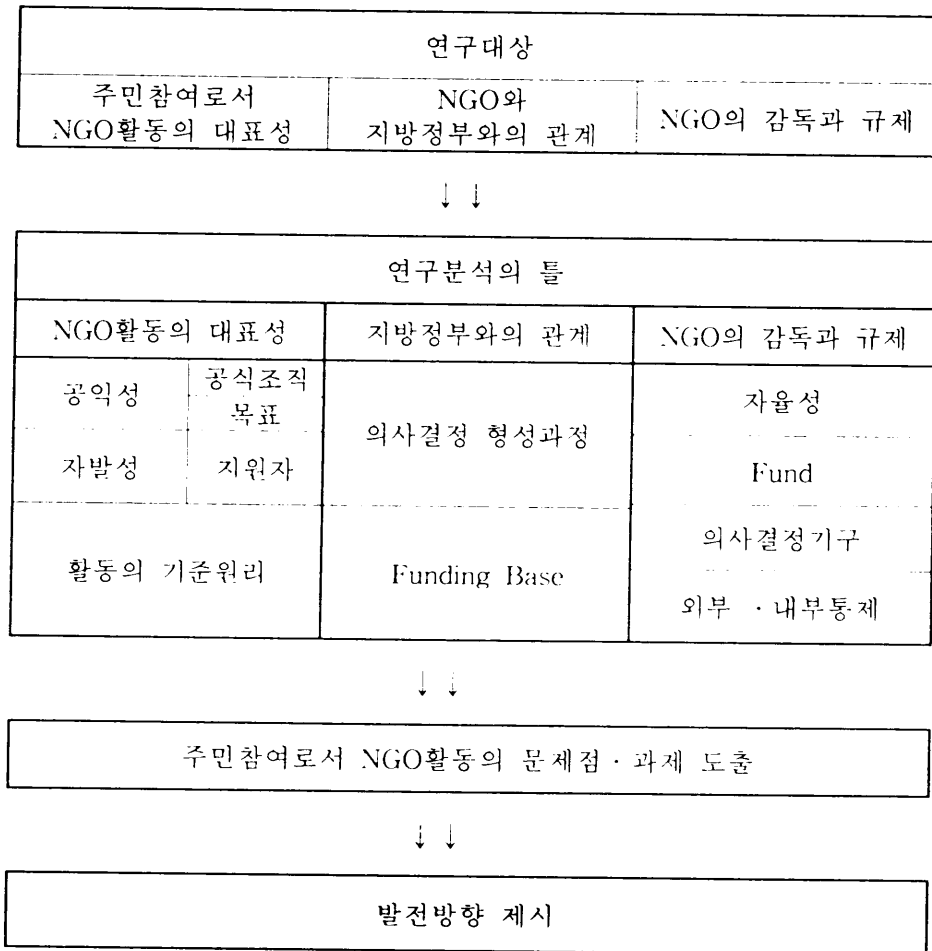 연구대상
주민참여로서 NGO와
NGO활동의 대표성 지방정부와의 관계 NGO의 감독과 규제
↓ ↓
연구분석의 틀
NGO활동의 대표성 지방정부와의 관계 NGO의 감독과 규제
공익성 공식조직
목표
자발성 지원자
활동의 기준원리
의사결정 형성과정
Funding Base
자율성
Fund
의사결정기구
외부 · 내부통제
↓ ↓
주민참여로서 NGO활동의 문제점 · 과제 도출
↓ ↓
발전방향 제시